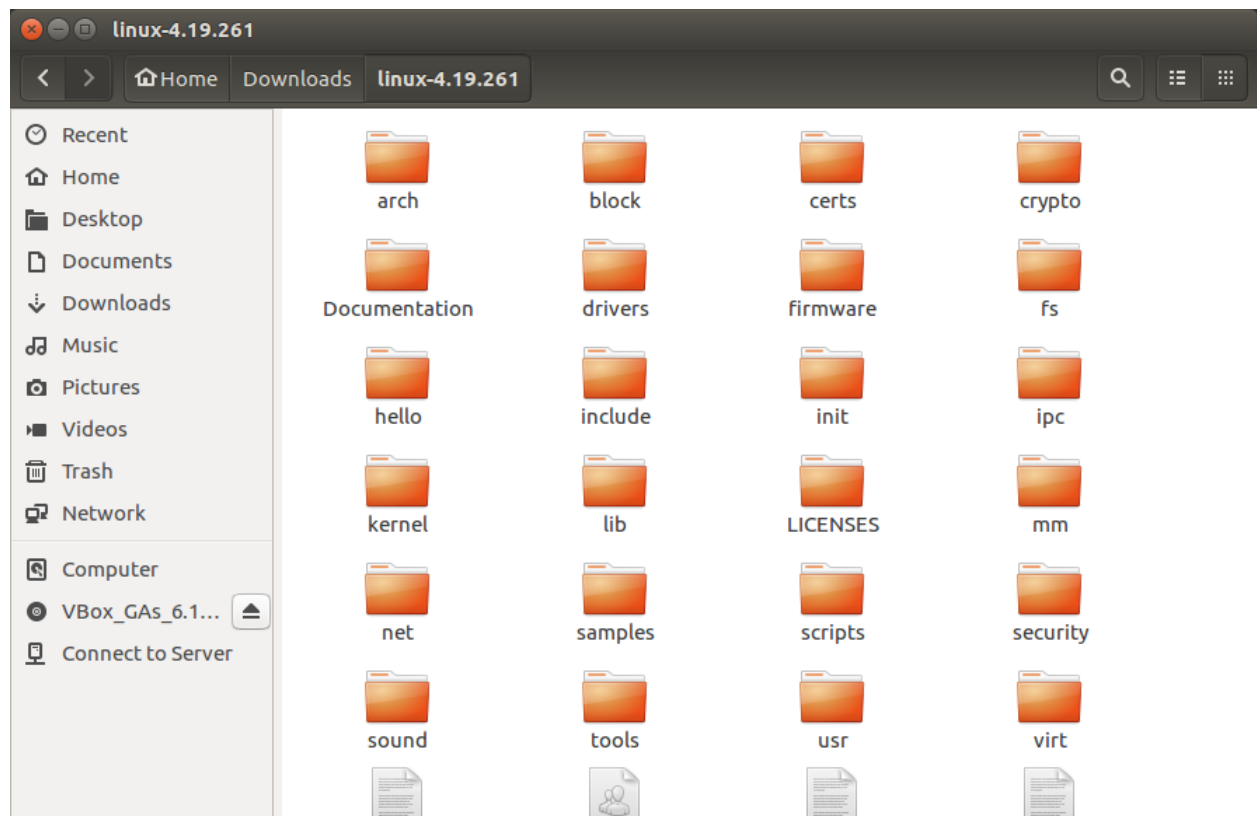 linux-4.19.261
Home Downloads linux-4.19.261
Recent
Home
Desktop
Documents
Downloads
Music
Pictures
Videos
Trash
Network
Computer
VBox_GAs_6.1...
Connect to Server
arch block certs crypto
Documentation drivers firmware fs
hello include init ipc
kernel lib LICENSES mm
net samples scripts security
sound tools usr virt